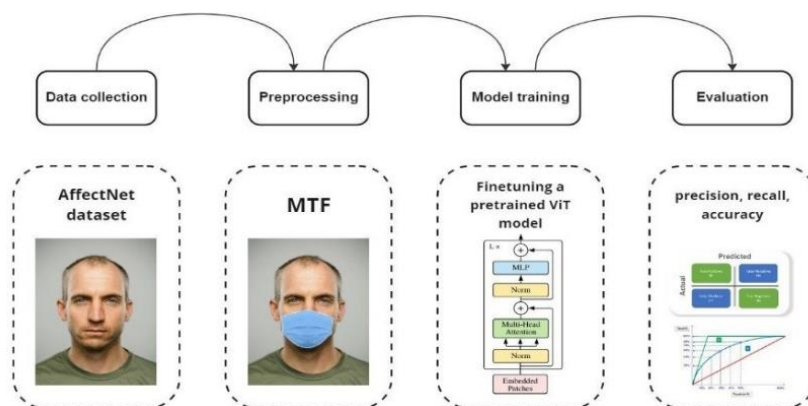 Data collection
Preprocessing
Model training
Evaluation
AffectNet
dataset
MTF
Finetuning a
pretrained ViT
model
L ×
+
MLP
Norm
+
Multi-Head
Attention
Norm
Embedded
Patches
precision, recall,
accuracy
Predicted
Actual